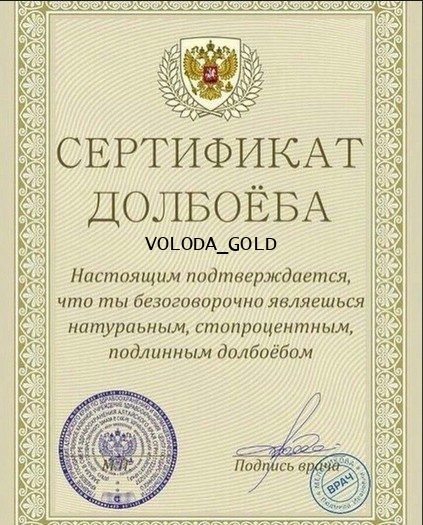 СЕРТИФИКАТ
ДОЛБОЁБА
VOLODA_GOLD
Настоящим подтверждается,
что ты безоговорочно являешься
натураьным, стопроцентным,
подлинным долбоёбом
М.П.
Подпись врача
ВРАЧ